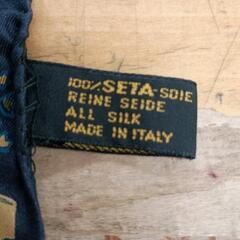 100% SETA-SOIE
REINE SEIDE
ALL SILK
MADE IN ITALY